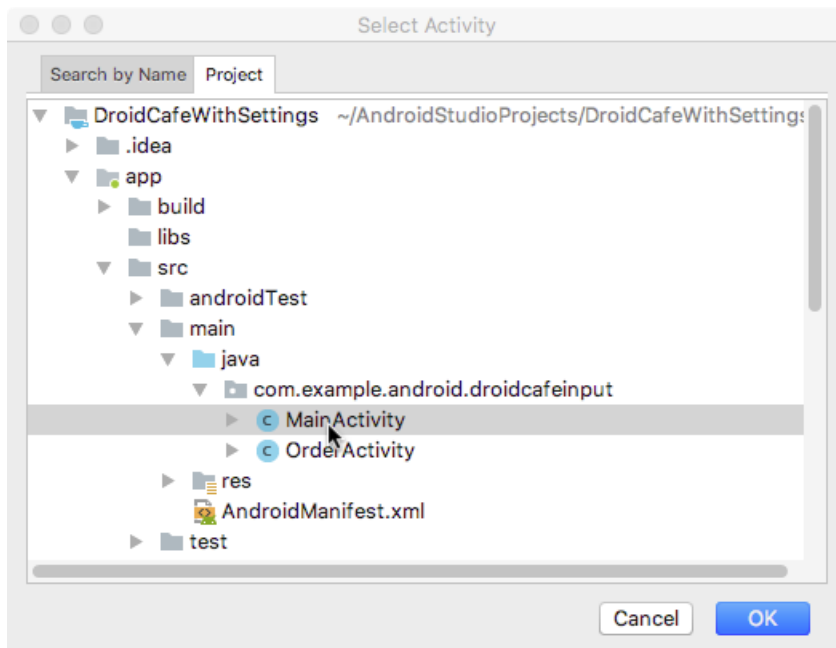 Select Activity
Search by Name Project
DroidCafeWithSettings ~/AndroidStudioProjects/DroidCafeWithSettings
.idea
app
build
libs
src
androidTest
main
java
com.example.android.droidcafeinput
C MainActivity
C OrderActivity
res
AndroidManifest.xml
test
Cancel OK